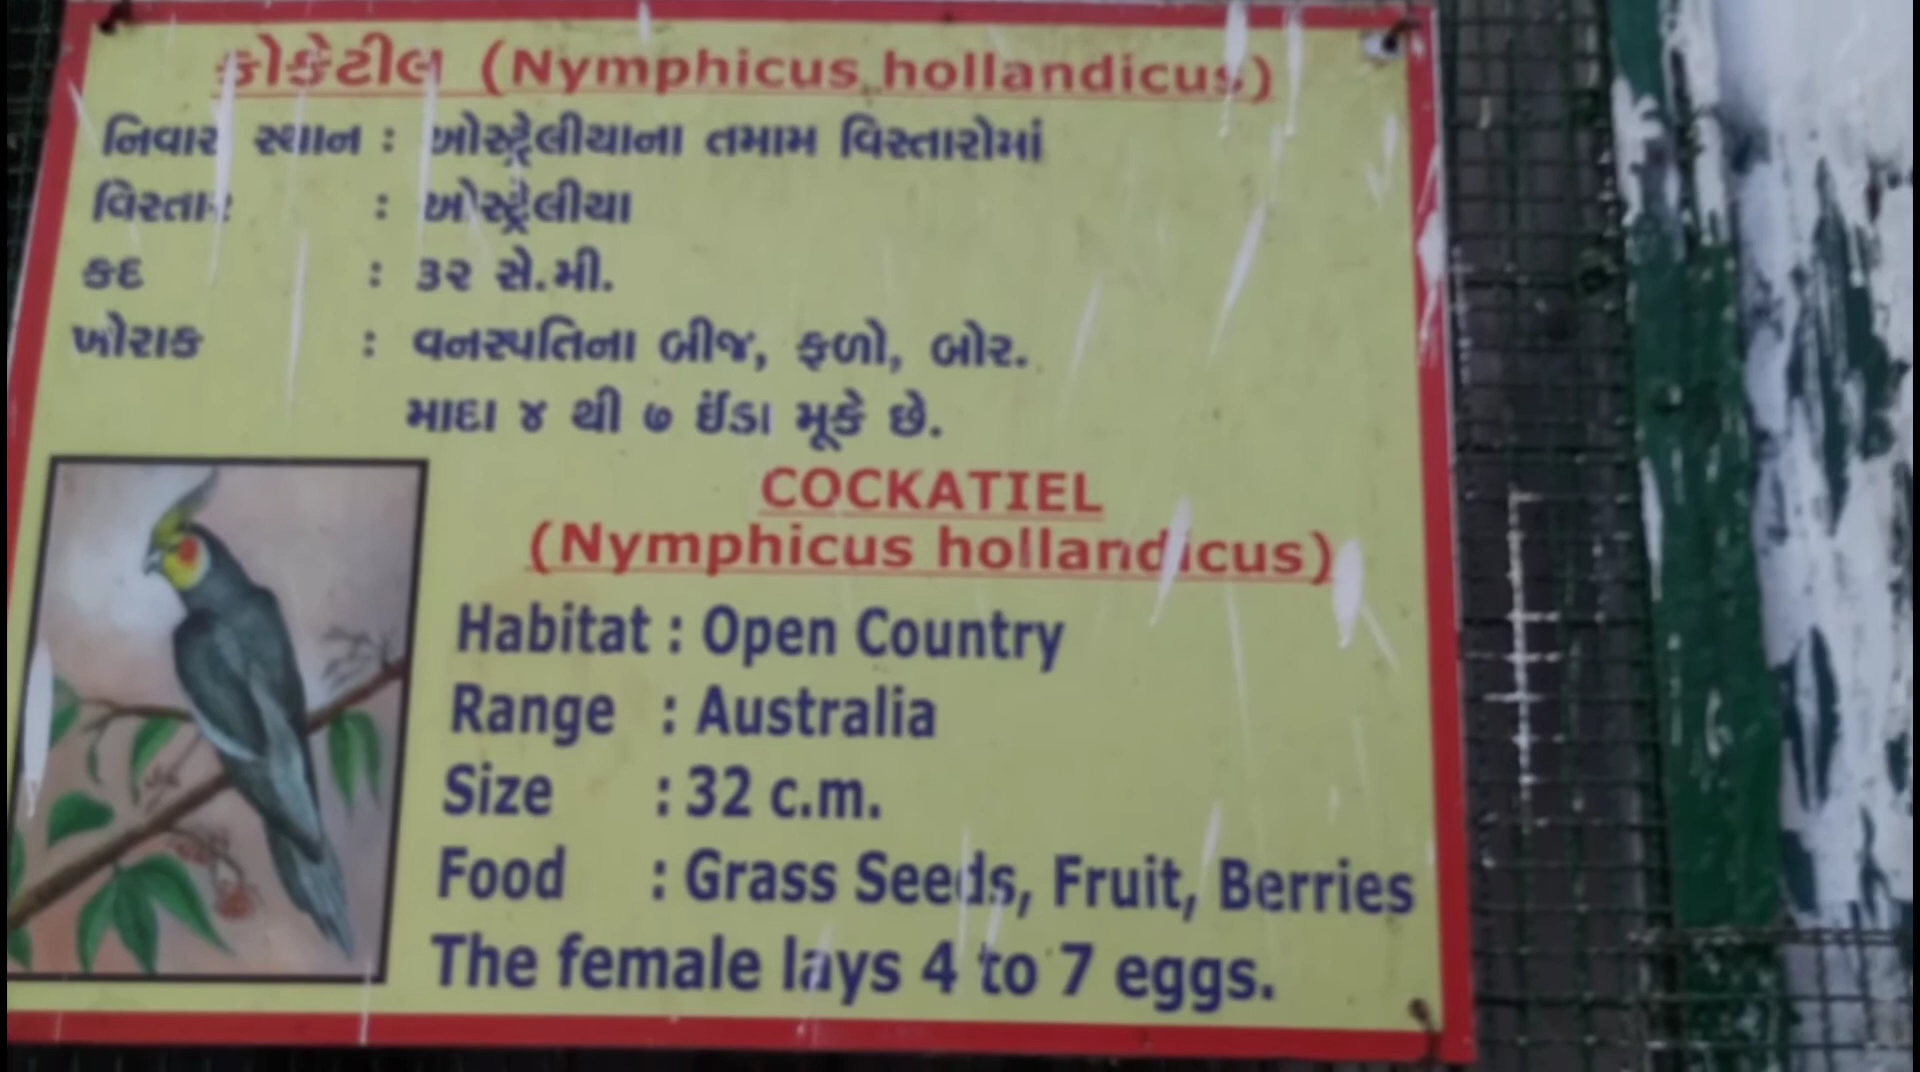 કોકેટીલ (Nymphicus hollandicus)
નિવાસ સ્થાન : ઓસ્ટ્રેલીયાના તમામ વિસ્તારોમાં
વિસ્તાર : ઓસ્ટ્રેલીયા
કદ : ૩૨ સે.મી.
ખોરાક : વનસ્પતિના બીજ, ફળો, બોર.
માદા ૪ થી ૭ ઈંડા મૂકે છે.
COCKATIEL
(Nymphicus hollandicus)
Habitat : Open Country
Range : Australia
Size : 32 c.m.
Food : Grass Seeds, Fruit, Berries
The female lays 4 to 7 eggs.